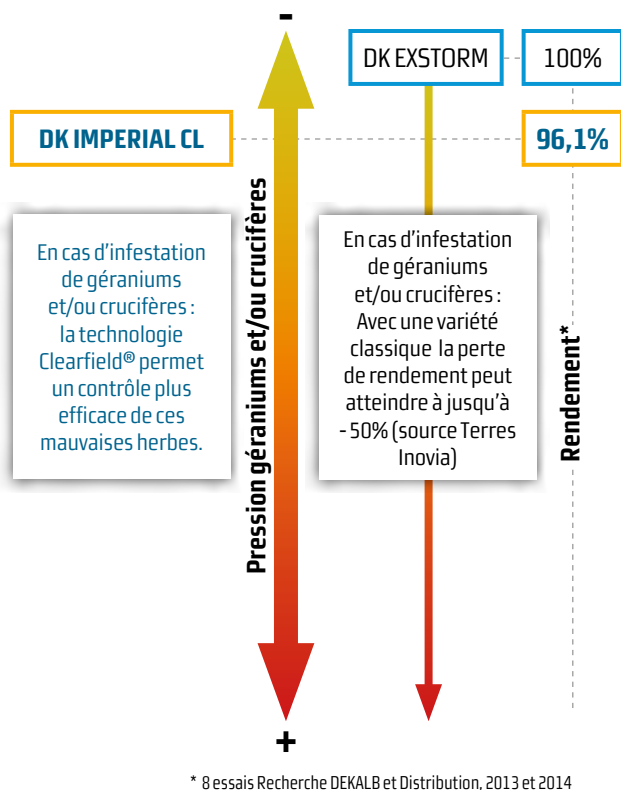 -
DK EXSTORM
100%
DK IMPERIAL CL
96,1%
Pression géraniums et/ou crucifères
En cas d'infestation
de géraniums
et/ou crucifères :
la technologie
Clearfield® permet
un contrôle plus
efficace de ces
mauvaises herbes.
En cas d'infestation
de géraniums
et/ou crucifères :
Avec une variété
classique la perte
de rendement peut
atteindre à jusqu'à
- 50% (source Terres
Inovia)
Rendement*
+
* 8 essais Recherche DEKALB et Distribution, 2013 et 2014